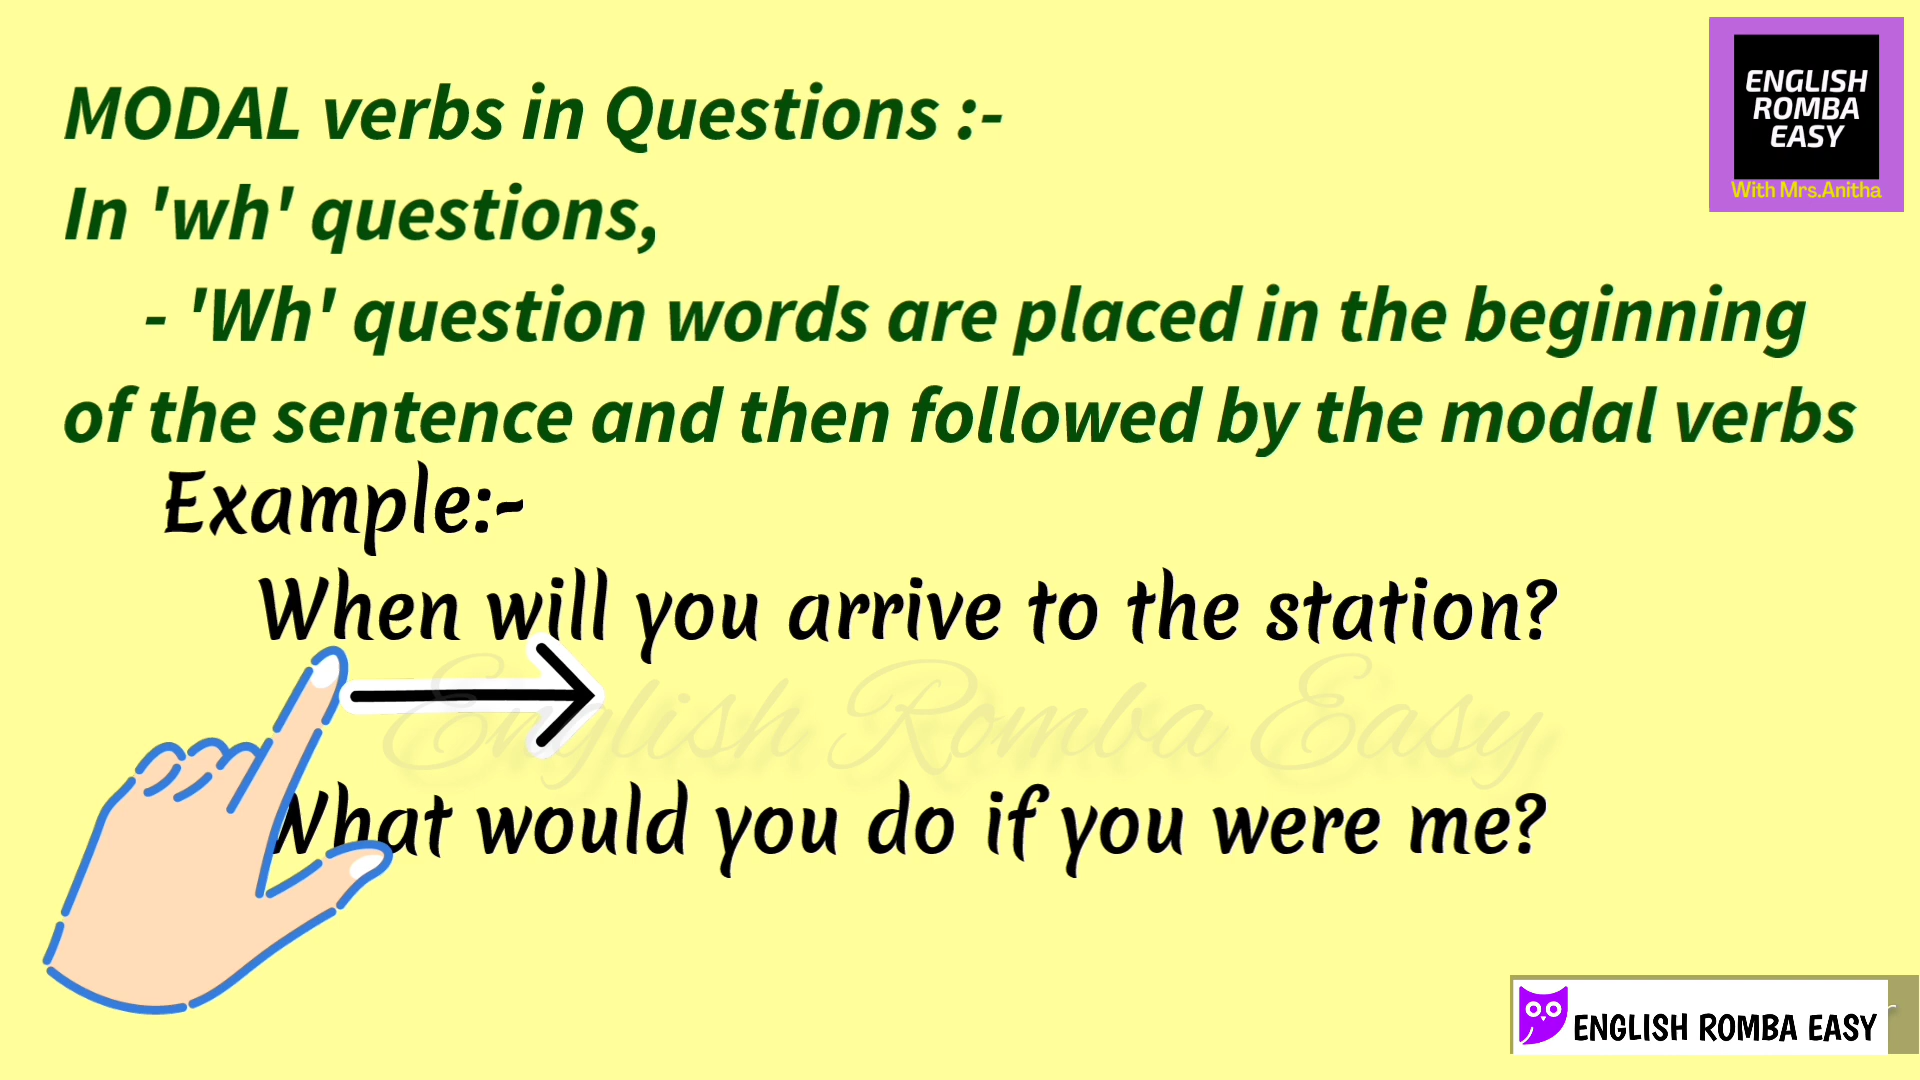 MODAL verbs in Questions :-
In 'wh' questions,
- 'Wh' question words are placed in the beginning
of the sentence and then followed by the modal verbs
Example:-
When will you arrive to the station?
English Romba Easy
What would you do if you were me?
ENGLISH
ROMBA
EASY
With Mrs.Anitha
ENGLISH ROMBA EASY